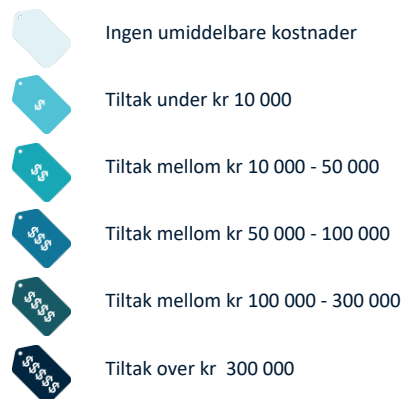 Ingen umiddelbare kostnader
$ Tiltak under kr 10 000
$$ Tiltak mellom kr 10 000 - 50 000
$$$ Tiltak mellom kr 50 000 - 100 000
$$$$ Tiltak mellom kr 100 000 - 300 000
$$$$$ Tiltak over kr  300 000